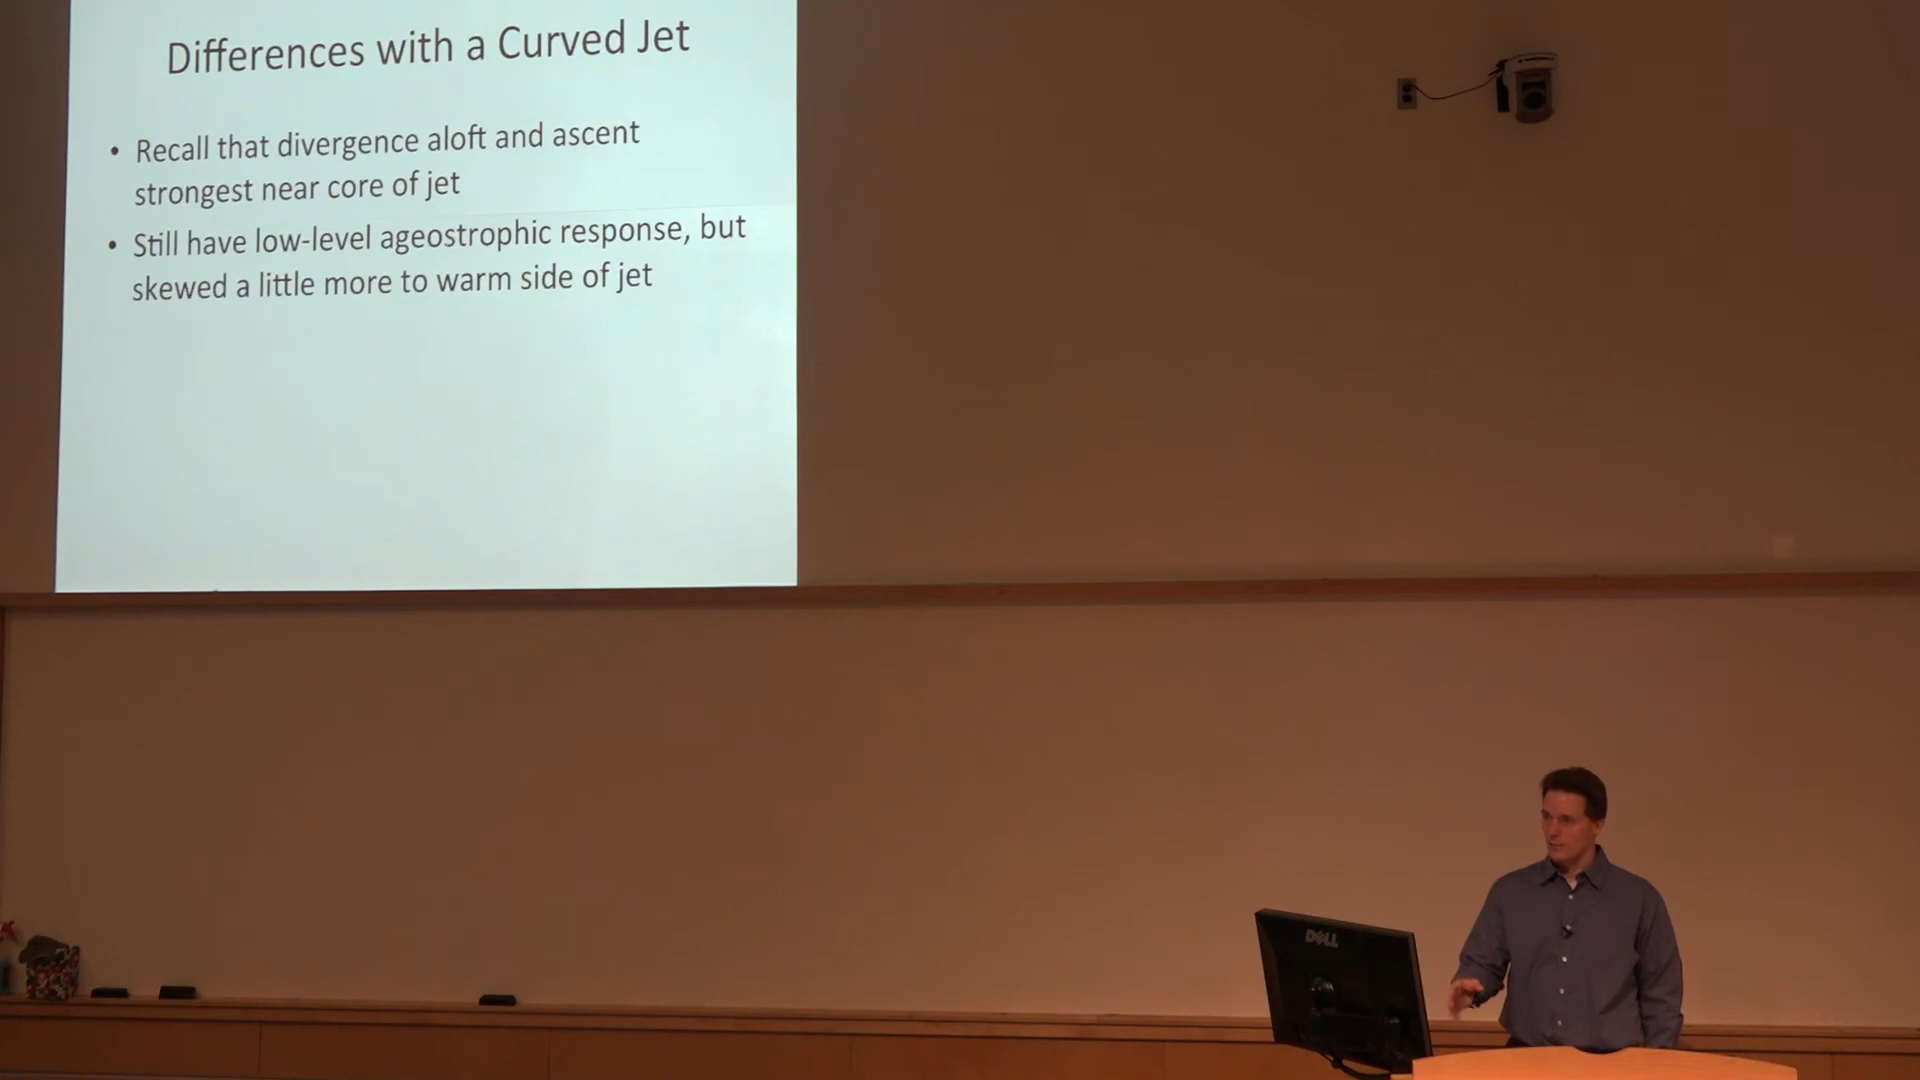 Differences with a Curved Jet
• Recall that divergence aloft and ascent
strongest near core of jet
• Still have low-level ageostrophic response, but
skewed a little more to warm side of jet
DELL